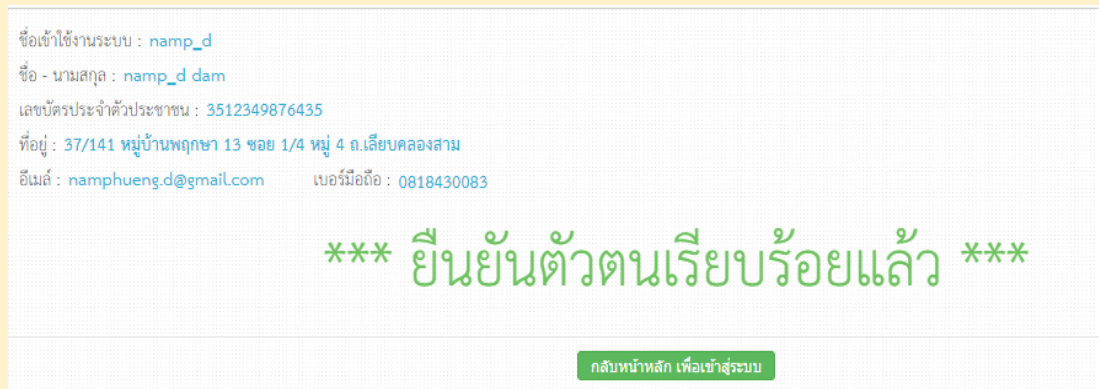 ชื่อเข้าใช้งานระบบ : namp_d
ชื่อ - นามสกุล : namp_d dam
เลขบัตรประจำตัวประชาชน : 3512349876435
ที่อยู่ : 37/141 หมู่บ้านพฤกษา 13 ซอย 1/4 หมู่ 4 ถ.เลียบคลองสาม
อีเมล์ : namphueng.d@gmail.com เบอร์มือถือ : 0818430083
*** ยืนยันตัวตนเรียบร้อยแล้ว ***
กลับหน้าหลัก เพื่อเข้าสู่ระบบ